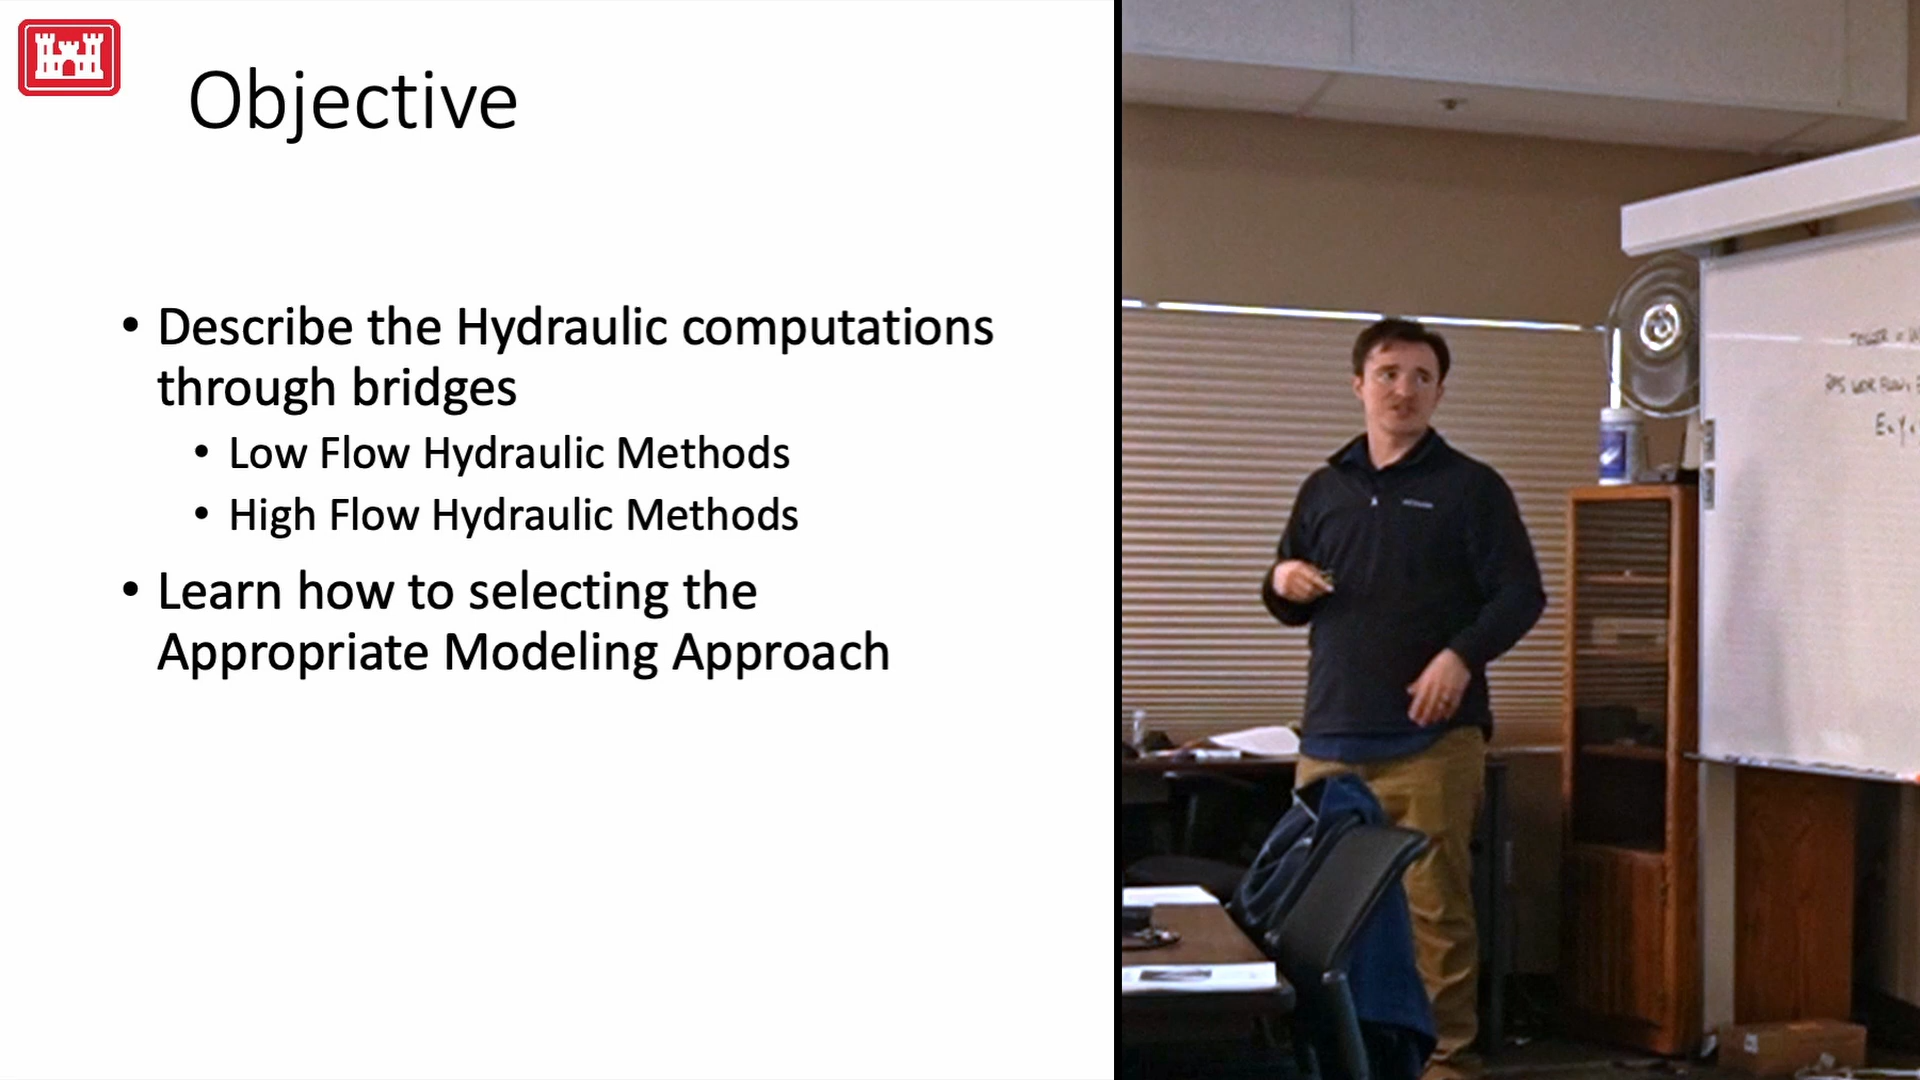 Objective
• Describe the Hydraulic computations
through bridges
• Low Flow Hydraulic Methods
• High Flow Hydraulic Methods
• Learn how to selecting the
Appropriate Modeling Approach